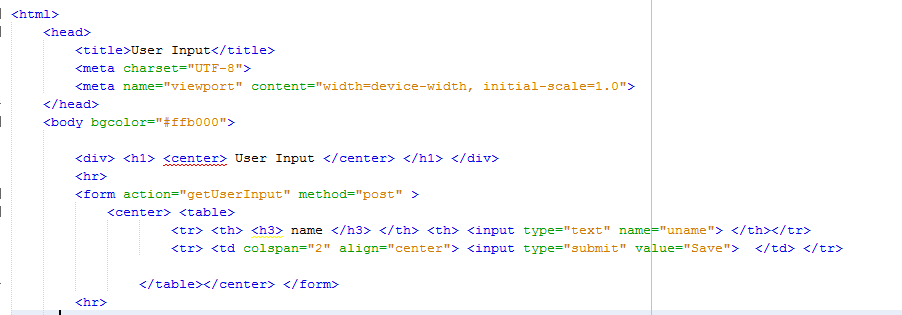 <html>
<head>
<title>User Input</title>
<meta charset="UTF-8">
<meta name="viewport" content="width=device-width, initial-scale=1.0">
</head>
<body bgcolor="#ffb000">
<div> <h1> <center> User Input </center> </h1> </div>
<hr>
<form action="getUserInput" method="post" >
<center> <table>
<tr> <th> <h3> name </h3> </th> <th> <input type="text" name="uname"> </th></tr>
<tr> <td colspan="2" align="center"> <input type="submit" value="Save">  </td> </tr>
</table></center> </form>
<hr>